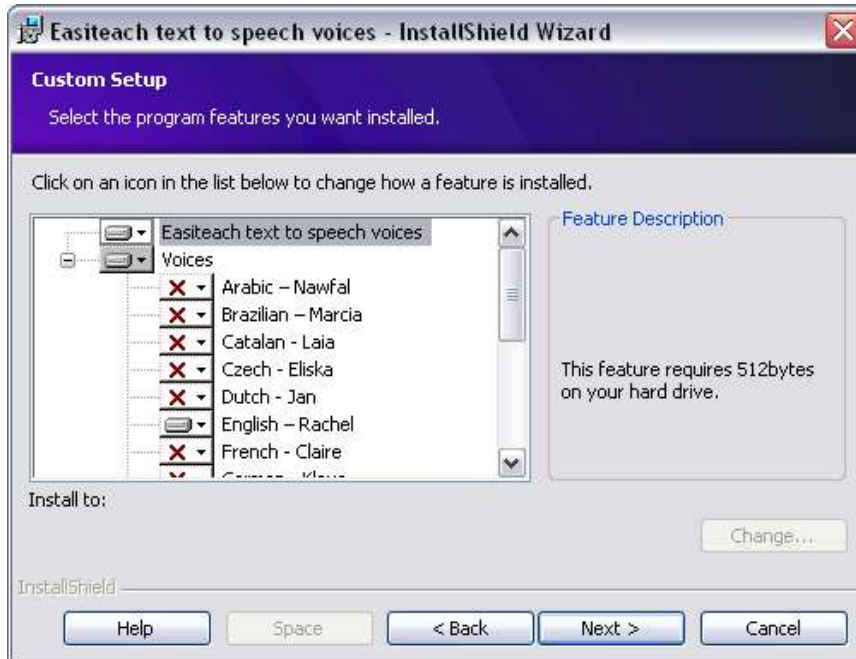 Easiteach text to speech voices - InstallShield Wizard
Custom Setup
Select the program features you want installed.
Click on an icon in the list below to change how a feature is installed.
Easiteach text to speech voices
Voices
Arabic – Nawfal
Brazilian – Marcia
Catalan - Laia
Czech - Eliska
Dutch - Jan
English – Rachel
French - Claire
Feature Description
This feature requires 512bytes
on your hard drive.
Install to:
Change...
InstallShield
Help
Space
< Back
Next >
Cancel